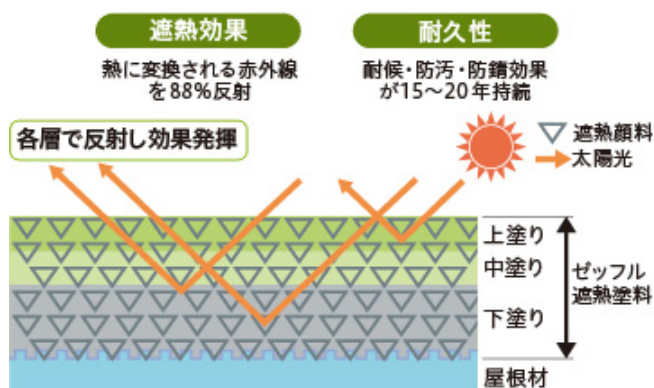 遮熱効果
熱に変換される赤外線
を88%反射
耐久性
耐候・防汚・防錆効果
が15〜20年持続
各層で反射し効果発揮
遮熱顔料
太陽光
上塗り
中塗り
下塗り
屋根材
ゼッフル
遮熱塗料